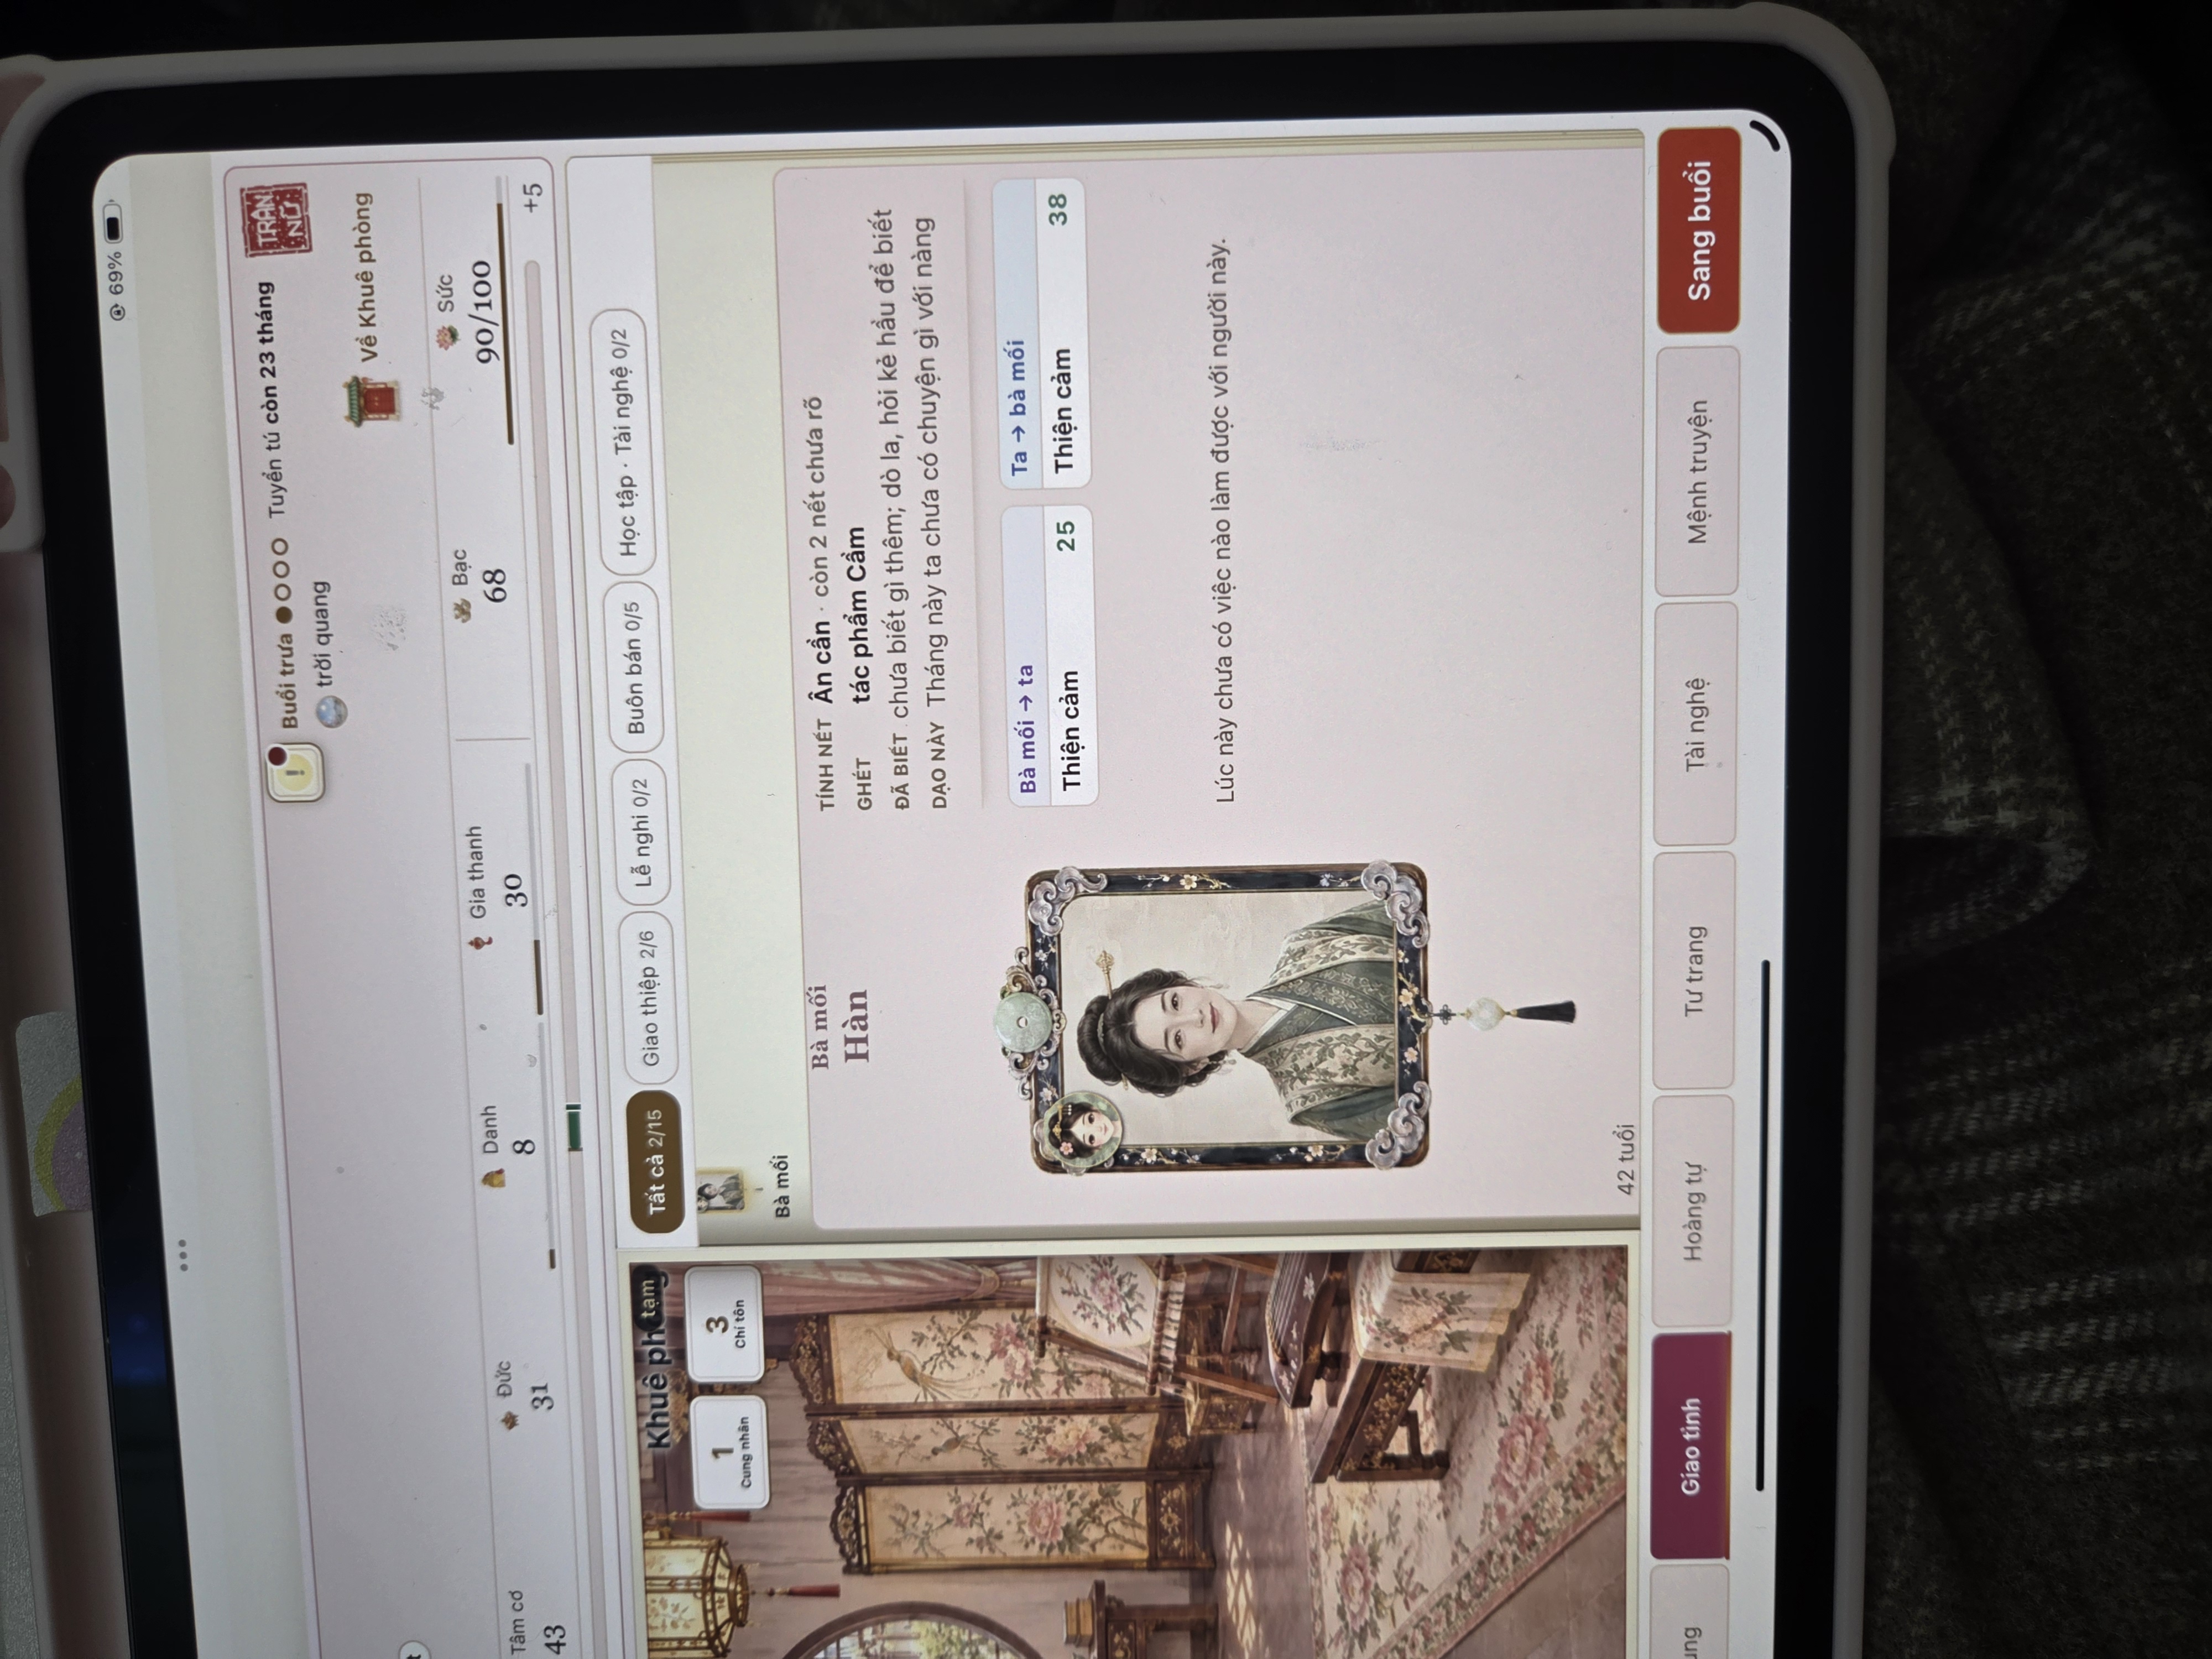 69%
Buổi trưa
Tuyển tú còn 23 tháng
TRÂN NỮ
trời quang
Về Khuê phòng
Tâm cơ
43
Đức
31
Danh
8
Gia thanh
30
Bạc
68
Sức
90/100
+5
Khuê
tạm
1
Cung nhân
3
Chí tôn
Tất cả 2/15
Giao thiệp 2/6
Lễ nghi 0/2
Buôn bán 0/5
Học tập · Tài nghệ 0/2
Bà mối
Bà mối
Hàn
TÍNH NẾT Ân cần · còn 2 nết chưa rõ
GHÉT tác phẩm Cầm
ĐÃ BIẾT chưa biết gì thêm; dò la, hỏi kẻ hầu để biết
DẠO NÀY Tháng này ta chưa có chuyện gì với nàng
Bà mối → ta
Thiện cảm 25
Ta → bà mối
Thiện cảm 38
Lúc này chưa có việc nào làm được với người này.
42 tuổi
Giao tình
Hoàng tự
Tư trang
Tài nghệ
Mệnh truyện
Sang buổi